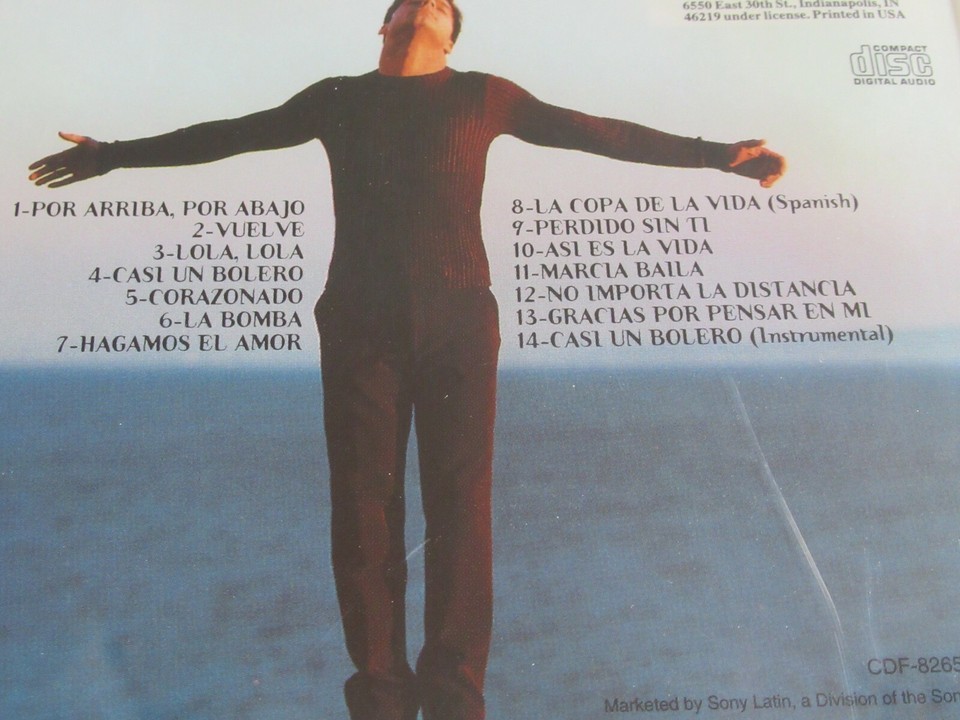 6550 East 30th St., Indianapolis, IN
46219 under license. Printed in USA
COMPACT
disc
DIGITAL AUDIO
1-POR ARRIBA, POR ABAJO
2-VUELVE
3-LOLA, LOLA
4-CASI UN BOLERO
5-CORAZONADO
6-LA BOMBA
7-HAGAMOS EL AMOR
8-LA COPA DE LA VIDA (Spanish)
9-PERDIDO SIN TI
10-ASI ES LA VIDA
11-MARCIA BAILA
12-NO IMPORTA LA DISTANCIA
13-GRACIAS POR PENSAR EN MI
14-CASI UN BOLERO (Instrumental)
CDF-8265
Marketed by Sony Latin, a Division of the Son